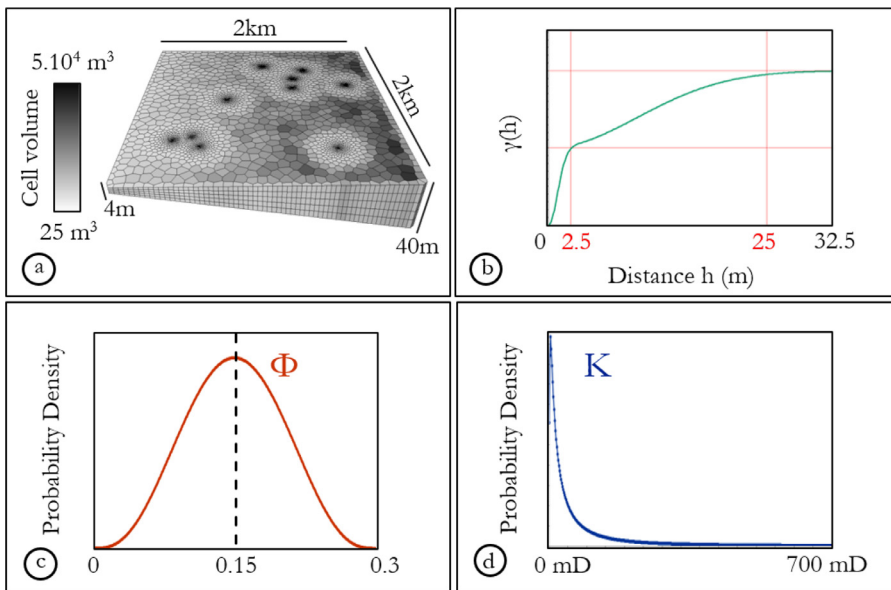 2km
2km
5.10⁴ m³
Cell volume
25 m³
4m
40m
a
γ(h)
0 2.5 25 32.5
Distance h (m)
b
Probability Density
Φ
0 0.15 0.3
c
Probability Density
K
0 mD 700 mD
d